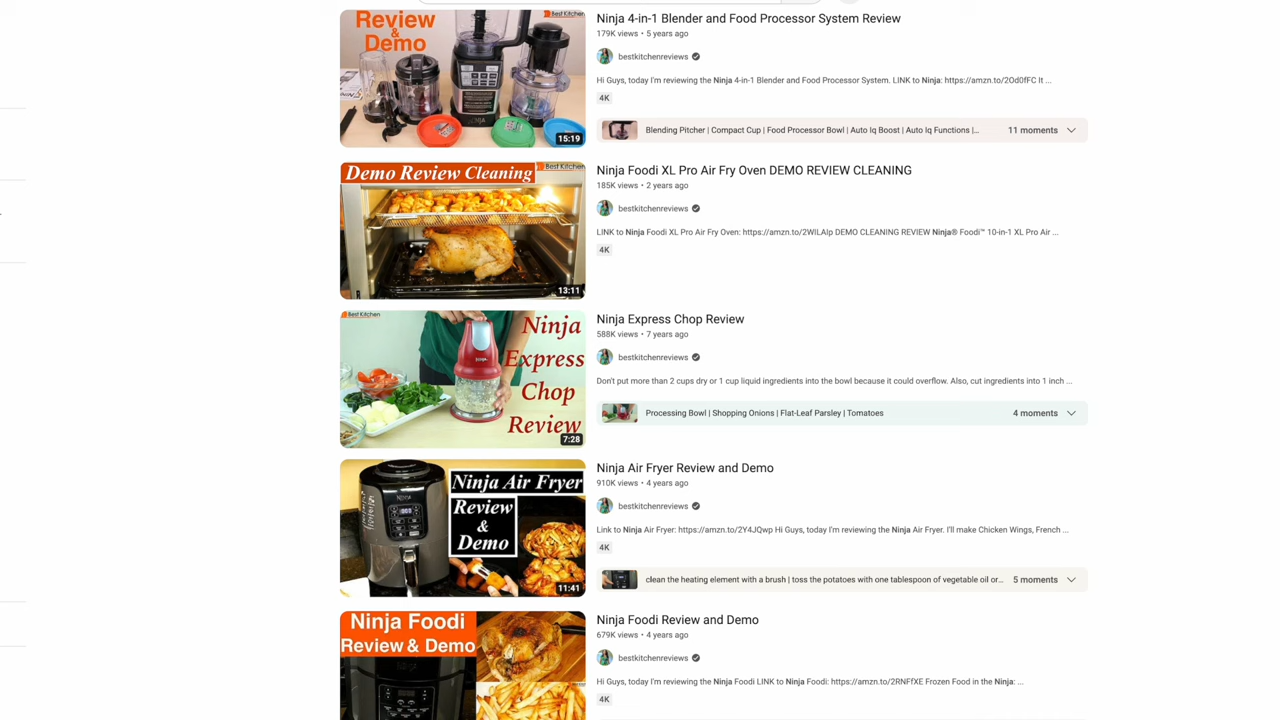 Review
&
Demo
Best Kitchen
15:19
Ninja 4-in-1 Blender and Food Processor System Review
179K views • 5 years ago
bestkitchenreviews
Hi Guys, today I'm reviewing the Ninja 4-in-1 Blender and Food Processor System. LINK to Ninja: https://amzn.to/2Od0fFC It ...
4K
Blending Pitcher | Compact Cup | Food Processor Bowl | Auto Iq Boost | Auto Iq Functions |...
11 moments
Demo Review Cleaning
Best Kitchen
13:11
Ninja Foodi XL Pro Air Fry Oven DEMO REVIEW CLEANING
185K views • 2 years ago
bestkitchenreviews
LINK to Ninja Foodi XL Pro Air Fry Oven: https://amzn.to/2WILAIp DEMO CLEANING REVIEW Ninja® Foodi™ 10-in-1 XL Pro Air ...
4K
Best Kitchen
Ninja
Express
Chop
Review
7:28
Ninja Express Chop Review
588K views • 7 years ago
bestkitchenreviews
Don't put more than 2 cups dry or 1 cup liquid ingredients into the bowl because it could overflow. Also, cut ingredients into 1 inch ...
Processing Bowl | Shopping Onions | Flat-Leaf Parsley | Tomatoes
4 moments
Ninja Air Fryer
Review
&
Demo
11:41
Ninja Air Fryer Review and Demo
910K views • 4 years ago
bestkitchenreviews
Link to Ninja Air Fryer: https://amzn.to/2Y4JQwp Hi Guys, today I'm reviewing the Ninja Air Fryer. I'll make Chicken Wings, French ...
4K
clean the heating element with a brush | toss the potatoes with one tablespoon of vegetable oil or...
5 moments
Ninja Foodi
Review & Demo
Ninja Foodi Review and Demo
679K views • 4 years ago
bestkitchenreviews
Hi Guys, today I'm reviewing the Ninja Foodi LINK to Ninja Foodi: https://amzn.to/2RNFfXE Frozen Food in the Ninja: ...
4K